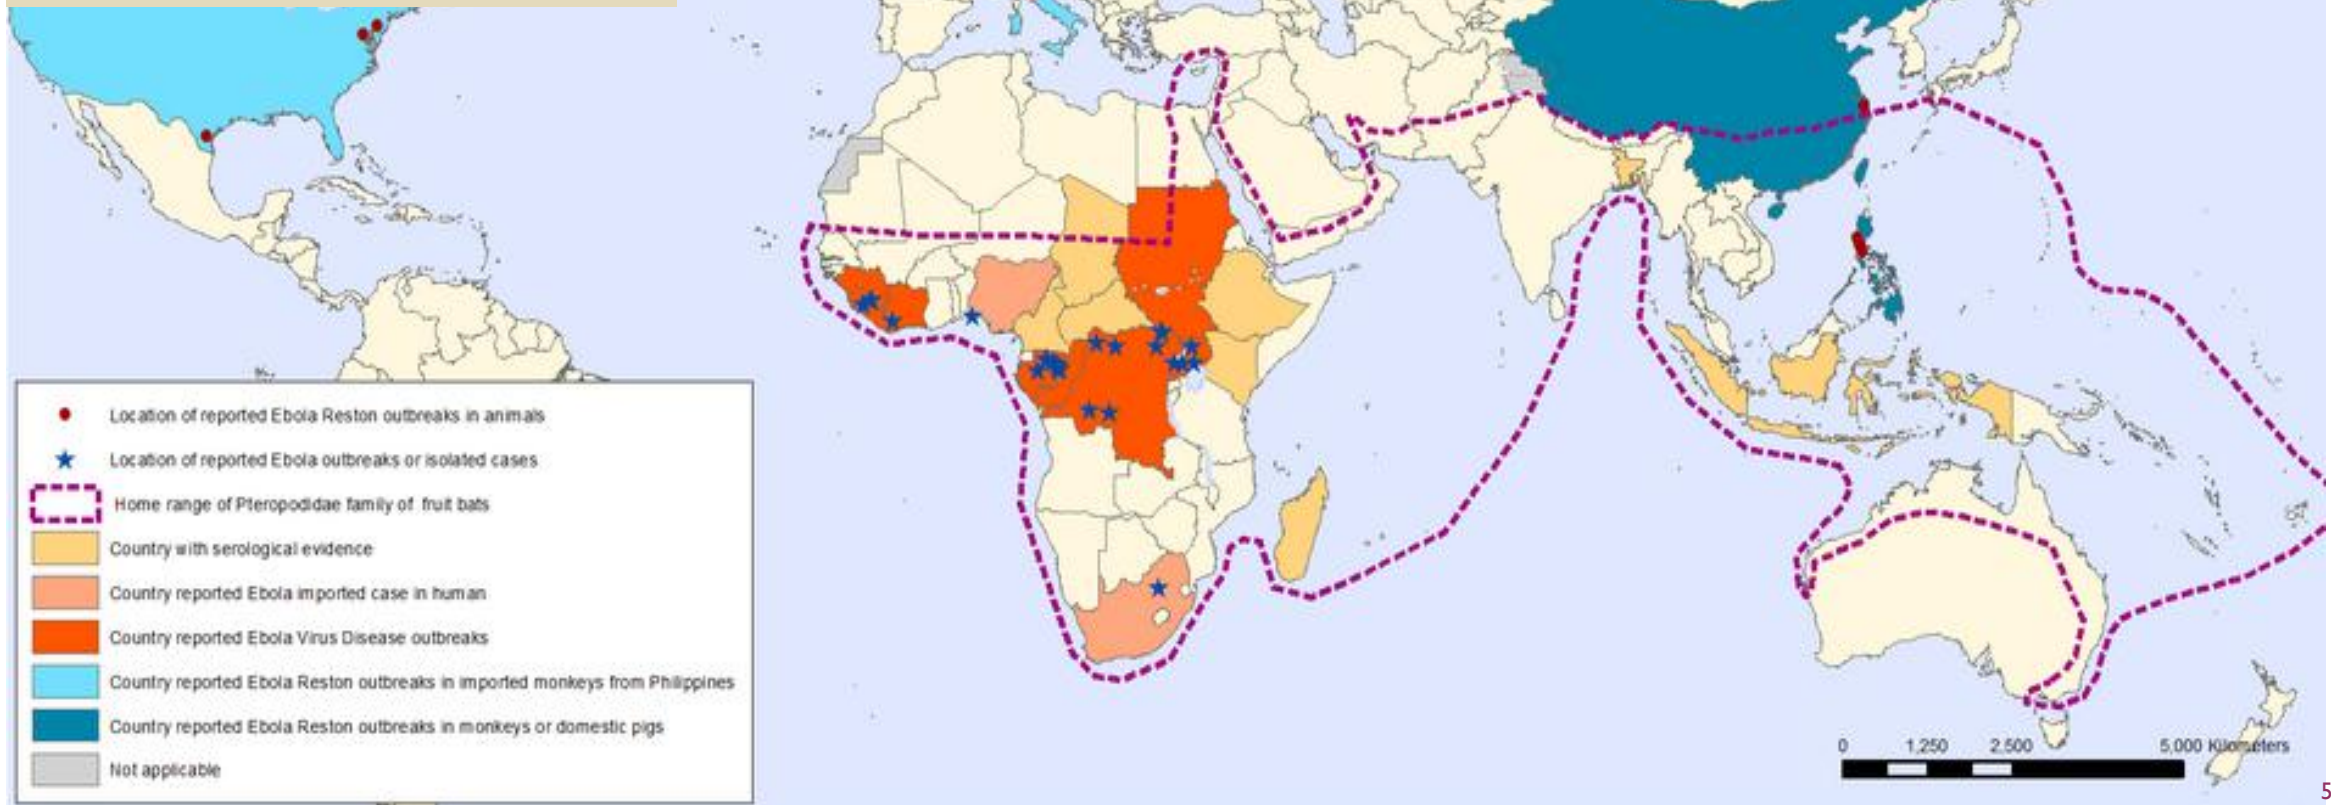 Location of reported Ebola Reston outbreaks in animals
Location of reported Ebola outbreaks or isolated cases
Home range of Pteropodidae family of fruit bats
Country with serological evidence
Country reported Ebola imported case in human
Country reported Ebola Virus Disease outbreaks
Country reported Ebola Reston outbreaks in imported monkeys from Philippines
Country reported Ebola Reston outbreaks in monkeys or domestic pigs
Not applicable
0 1,250 2,500 5,000 Kilometers
5